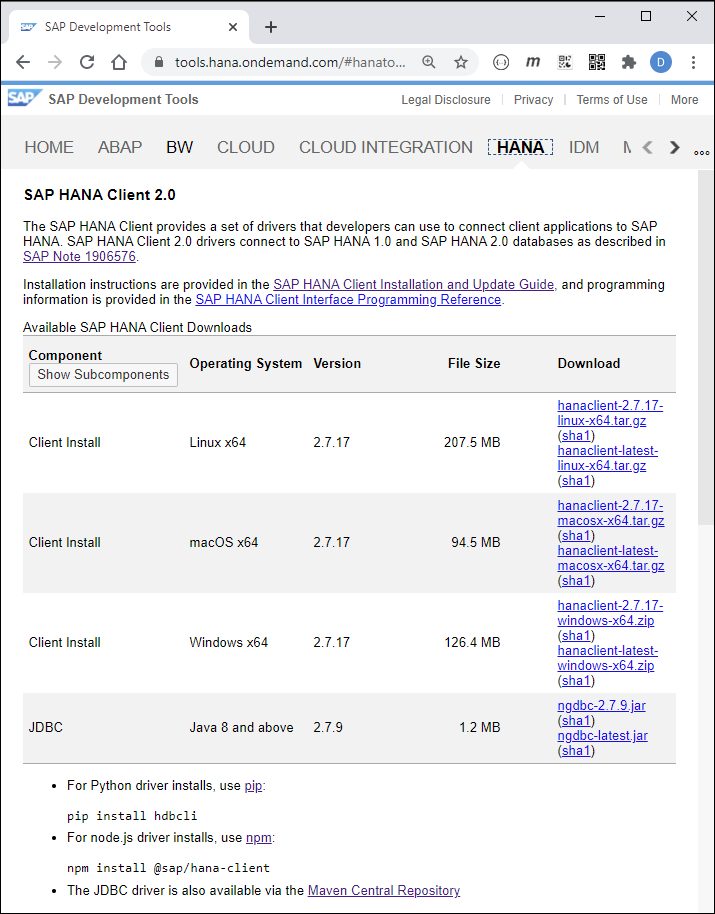 SAP SAP Development Tools
tools.hana.ondemand.com/#hanato...
m
D
SAP SAP Development Tools
Legal Disclosure | Privacy | Terms of Use | More
HOME ABAP BW CLOUD CLOUD INTEGRATION HANA IDM
SAP HANA Client 2.0
The SAP HANA Client provides a set of drivers that developers can use to connect client applications to SAP
HANA. SAP HANA Client 2.0 drivers connect to SAP HANA 1.0 and SAP HANA 2.0 databases as described in
SAP Note 1906576.
Installation instructions are provided in the SAP HANA Client Installation and Update Guide, and programming
information is provided in the SAP HANA Client Interface Programming Reference.
Available SAP HANA Client Downloads
Component
Show Subcomponents
Operating System Version File Size Download
Client Install Linux x64 2.7.17 207.5 MB
hanaclient-2.7.17-
linux-x64.tar.gz
(sha1)
hanaclient-latest-
linux-x64.tar.gz
(sha1)
Client Install macOS x64 2.7.17 94.5 MB
hanaclient-2.7.17-
macosx-x64.tar.gz
(sha1)
hanaclient-latest-
macosx-x64.tar.gz
(sha1)
Client Install Windows x64 2.7.17 126.4 MB
hanaclient-2.7.17-
windows-x64.zip
(sha1)
hanaclient-latest-
windows-x64.zip
(sha1)
JDBC Java 8 and above 2.7.9 1.2 MB
ngdbc-2.7.9.jar
(sha1)
ngdbc-latest.jar
(sha1)
• For Python driver installs, use pip:
pip install hdbcli
• For node.js driver installs, use npm:
npm install @sap/hana-client
• The JDBC driver is also available via the Maven Central Repository